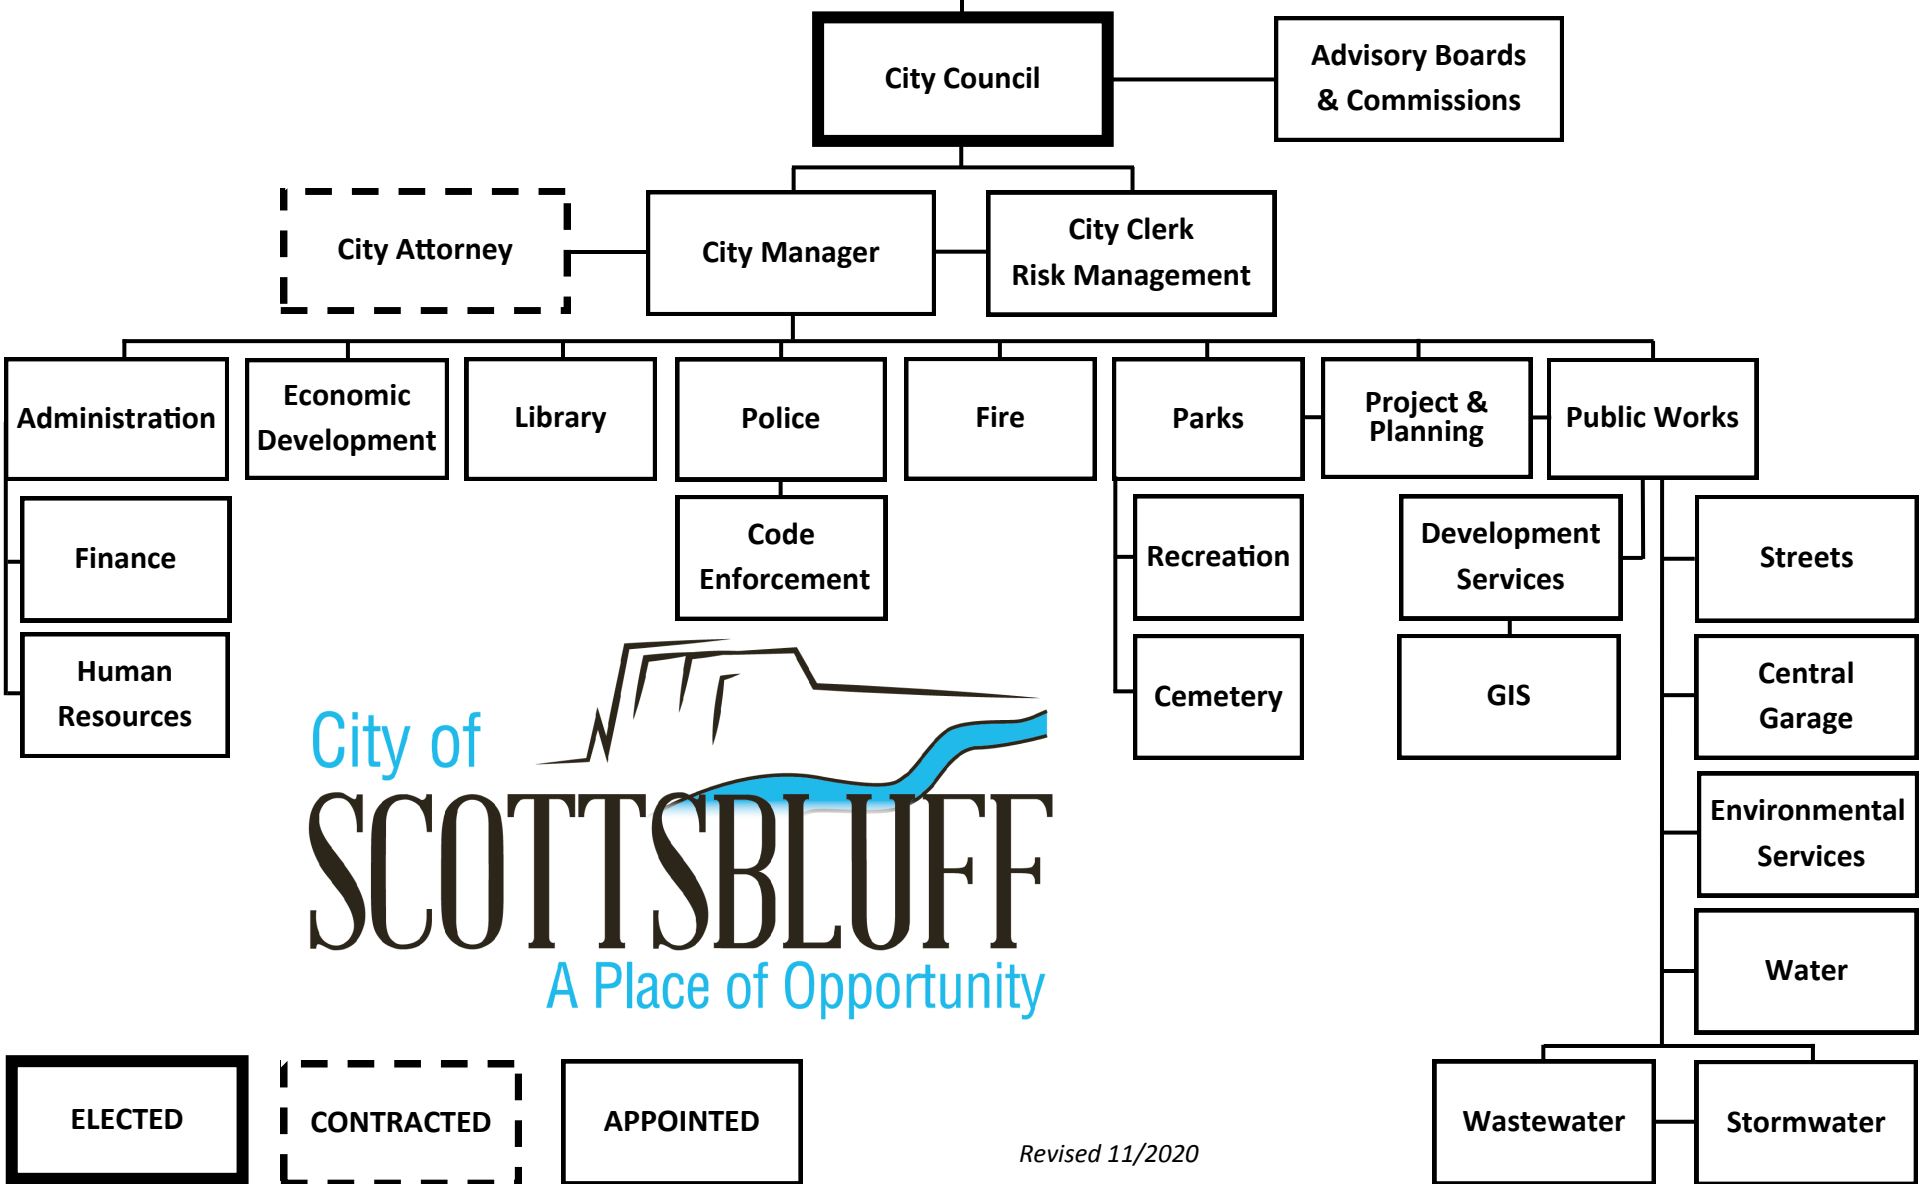 City Council
Advisory Boards
& Commissions
City Attorney
City Manager
City Clerk
Risk Management
Administration
Economic
Development
Library
Police
Fire
Parks
Project &
Planning
Public Works
Finance
Human
Resources
Code
Enforcement
Recreation
Cemetery
Development
Services
GIS
Streets
Central
Garage
Environmental
Services
Water
Wastewater
Stormwater
City of
SCOTTSBLUFF
A Place of Opportunity
ELECTED
CONTRACTED
APPOINTED
Revised 11/2020